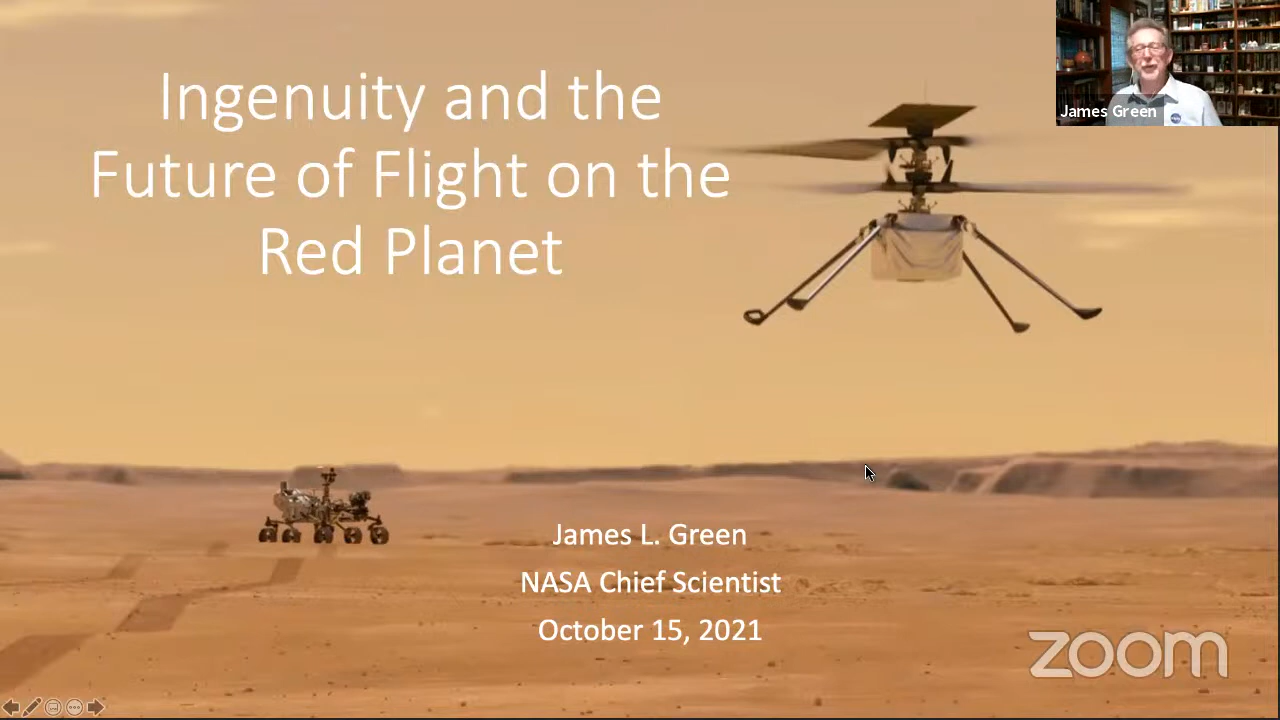 Ingenuity and the
Future of Flight on the
Red Planet
James Green
James L. Green
NASA Chief Scientist
October 15, 2021
zoom